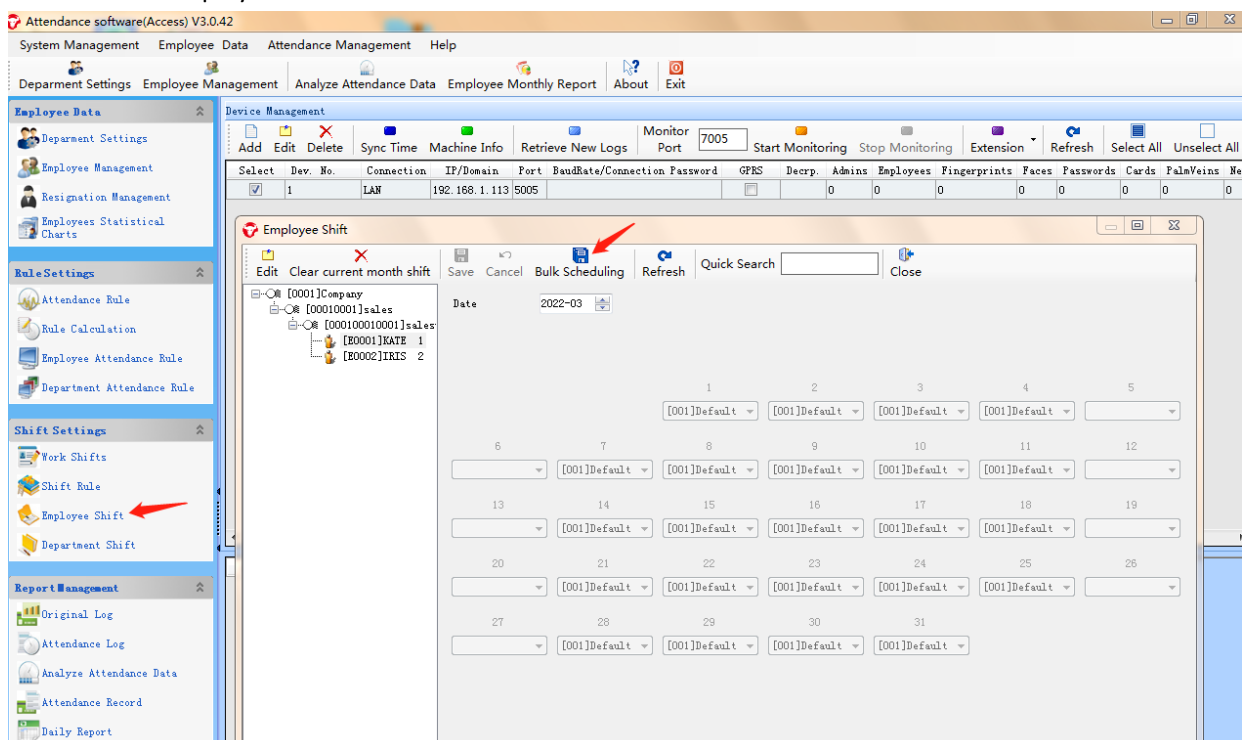 Attendance software(Access) V3.0.42
System Management Employee Data Attendance Management Help
Deparment Settings Employee Management Analyze Attendance Data Employee Monthly Report About Exit
Employee Data
Deparment Settings
Employee Management
Resignation Management
Employees Statistical
Charts
RuleSettings
Attendance Rule
Rule Calculation
Employee Attendance Rule
Department Attendance Rule
Shift Settings
Work Shifts
Shift Rule
Employee Shift
Department Shift
Report Management
Original Log
Attendance Log
Analyze Attendance Data
Attendance Record
Daily Report
Device Management
Add Edit Delete Sync Time Machine Info Retrieve New Logs Monitor Port 7005 Start Monitoring Stop Monitoring Extension Refresh Select All Unselect All
Select Dev. No. Connection IP/Domain Port BaudRate/Connection Password GPRS Decrp. Admins Employees Fingerprints Faces Passwords Cards PalmVeins Ne
1 LAN 192.168.1.113 5005 0 0 0 0 0 0 0 0
Employee Shift
Edit Clear current month shift Save Cancel Bulk Scheduling Refresh Quick Search Close
[0001]Company
[00010001]sales
[000100010001]sales
[E0001]KATE 1
[E0002]IRIS 2
Date 2022-03
1 2 3 4 5
[001]Default [001]Default [001]Default [001]Default
6 7 8 9 10 11 12
[001]Default [001]Default [001]Default [001]Default [001]Default
13 14 15 16 17 18 19
[001]Default [001]Default [001]Default [001]Default [001]Default
20 21 22 23 24 25 26
[001]Default [001]Default [001]Default [001]Default [001]Default
27 28 29 30 31
[001]Default [001]Default [001]Default [001]Default